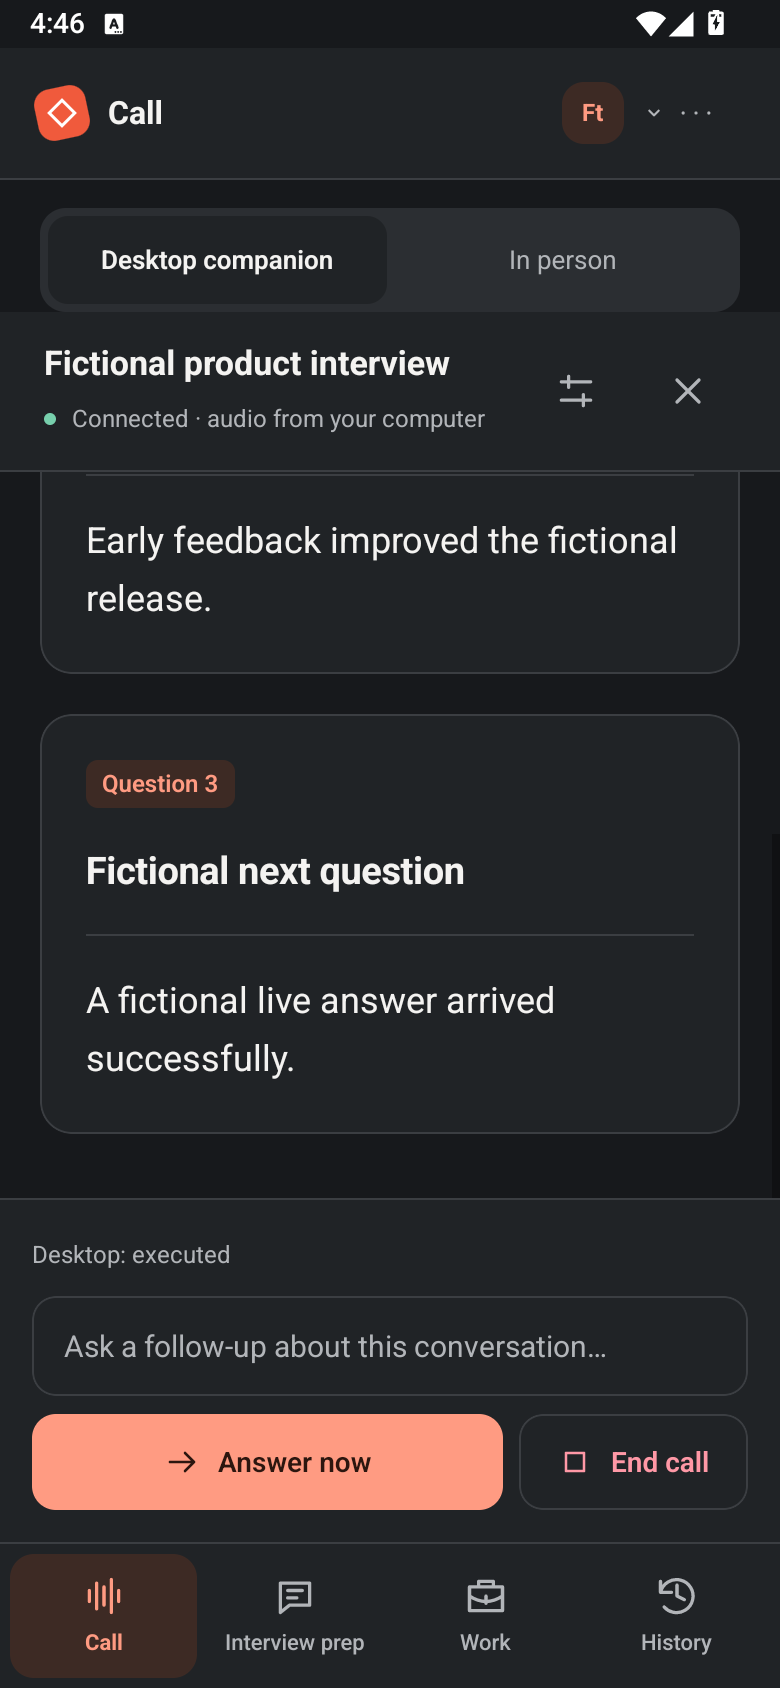 4:46
Call
Ft
Desktop companion
In person
Fictional product interview
Connected · audio from your computer
Early feedback improved the fictional
release.
Question 3
Fictional next question
A fictional live answer arrived
successfully.
Desktop: executed
Ask a follow-up about this conversation…
Answer now
End call
Call
Interview prep
Work
History